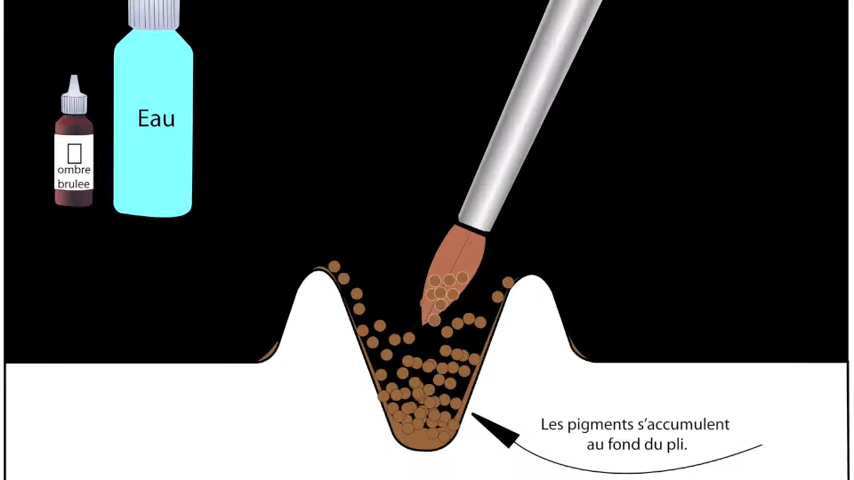 Eau
ombre
brulee
Les pigments s'accumulent
au fond du pli.